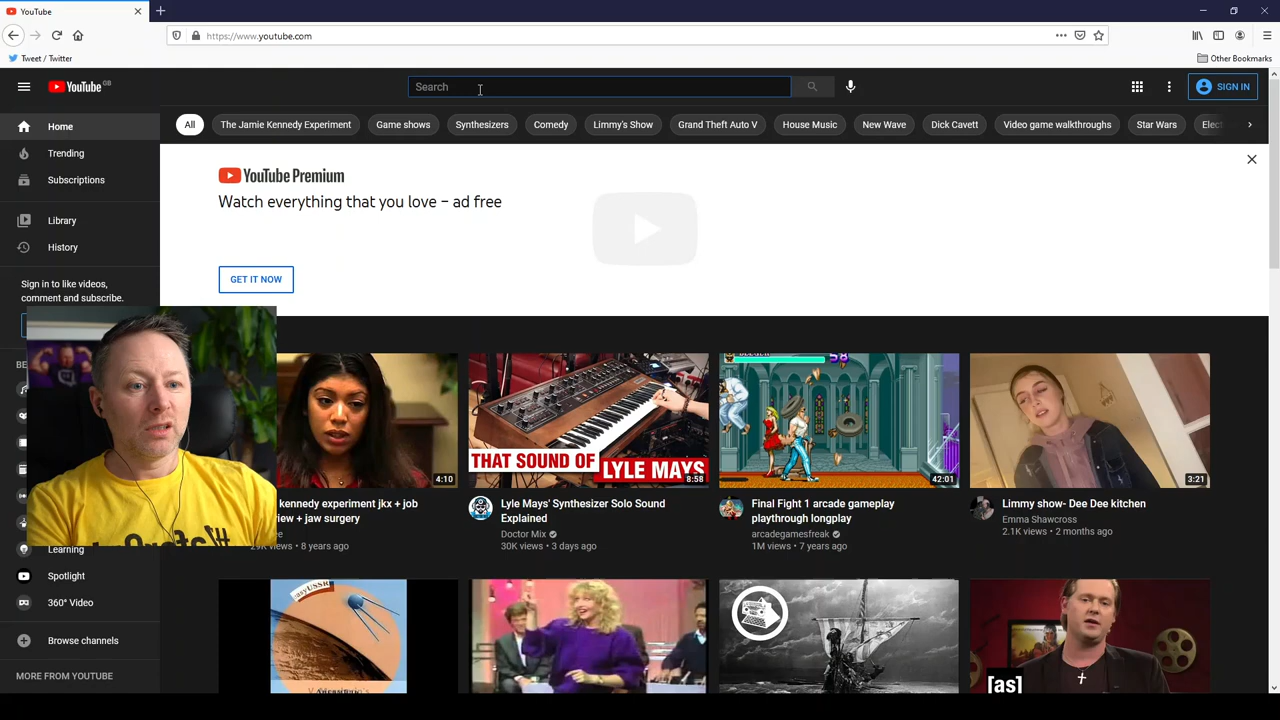 YouTube
https://www.youtube.com
Tweet / Twitter
Other Bookmarks
YouTube GB
Search
SIGN IN
All
The Jamie Kennedy Experiment
Game shows
Synthesizers
Comedy
Limmy's Show
Grand Theft Auto V
House Music
New Wave
Dick Cavett
Video game walkthroughs
Star Wars
Home
Trending
Subscriptions
Library
History
Sign in to like videos,
comment and subscribe.
YouTube Premium
Watch everything that you love – ad free
GET IT NOW
BE
Learning
Spotlight
360° Video
Browse channels
MORE FROM YOUTUBE
4:10
kennedy experiment jkx + job
view + jaw surgery
29K views • 8 years ago
THAT SOUND OF LYLE MAYS
8:58
Lyle Mays' Synthesizer Solo Sound
Explained
Doctor Mix
30K views • 3 days ago
58
42:01
Final Fight 1 arcade gameplay
playthrough longplay
arcadegamesfreak
1M views • 7 years ago
3:21
Limmy show- Dee Dee kitchen
Emma Shawcross
2.1K views • 2 months ago
[as]